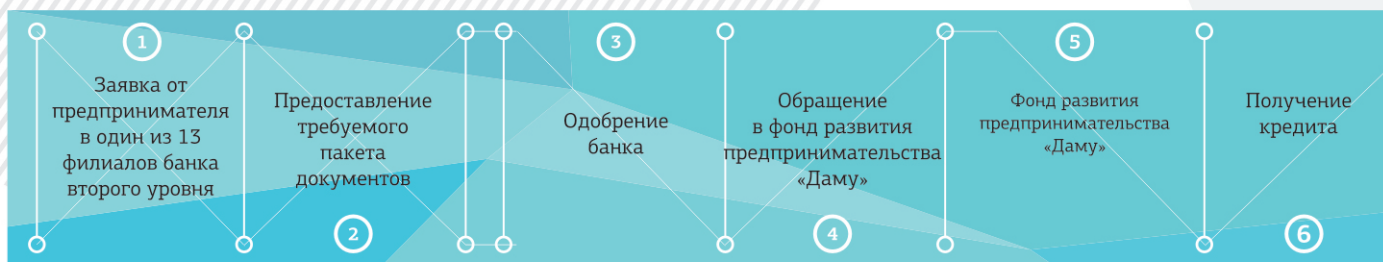 1
Заявка от
предпринимателя
в один из 13
филиалов банка
второго уровня
Предоставление
требуемого
пакета
документов
2
3
Одобрение
банка
Обращение
в фонд развития
предпринимательства
«Даму»
4
5
Фонд развития
предпринимательства
«Даму»
Получение
кредита
6